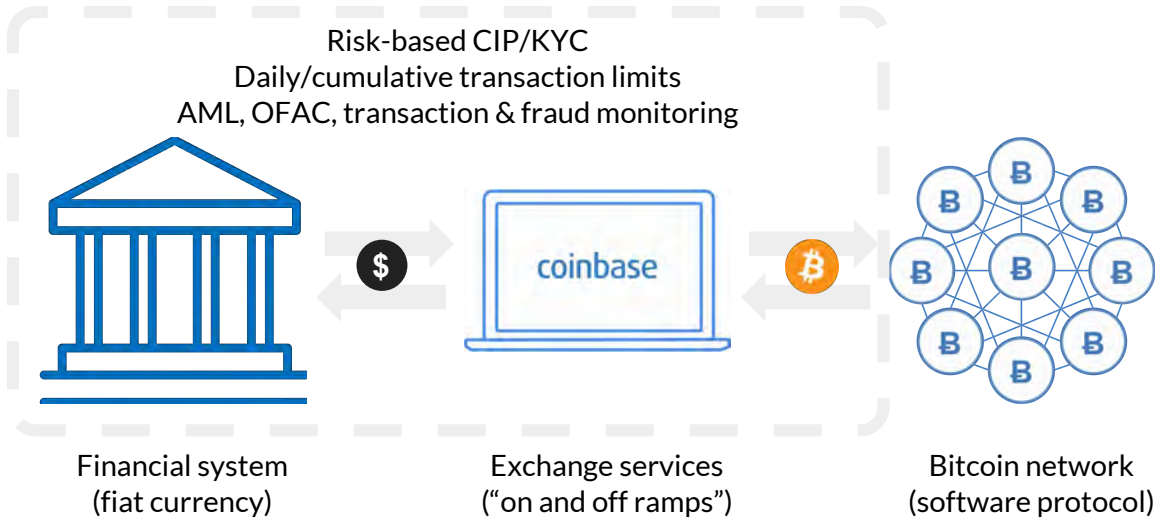 Risk-based CIP/KYC
Daily/cumulative transaction limits
AML, OFAC, transaction & fraud monitoring
$
coinbase
Ƀ
Ƀ
Ƀ
Ƀ
Ƀ
Ƀ
Ƀ
Ƀ
Ƀ
₿
Financial system
(fiat currency)
Exchange services
(“on and off ramps”)
Bitcoin network
(software protocol)